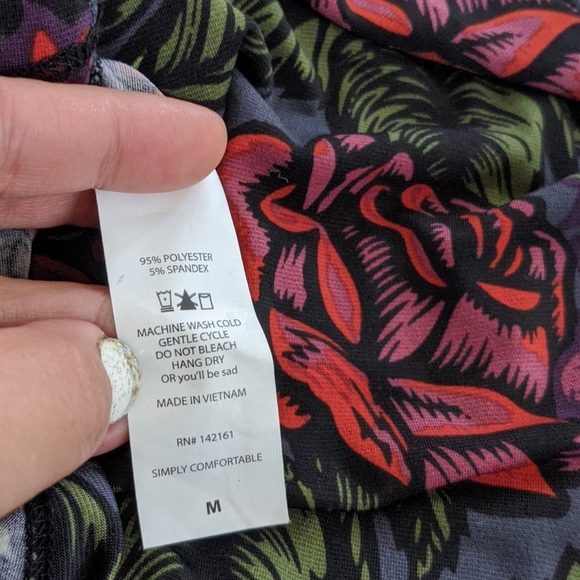 95% POLYESTER
5% SPANDEX
MACHINE WASH COLD
GENTLE CYCLE
DO NOT BLEACH
HANG DRY
OR you'll be sad
MADE IN VIETNAM
RN# 142161
SIMPLY COMFORTABLE
M